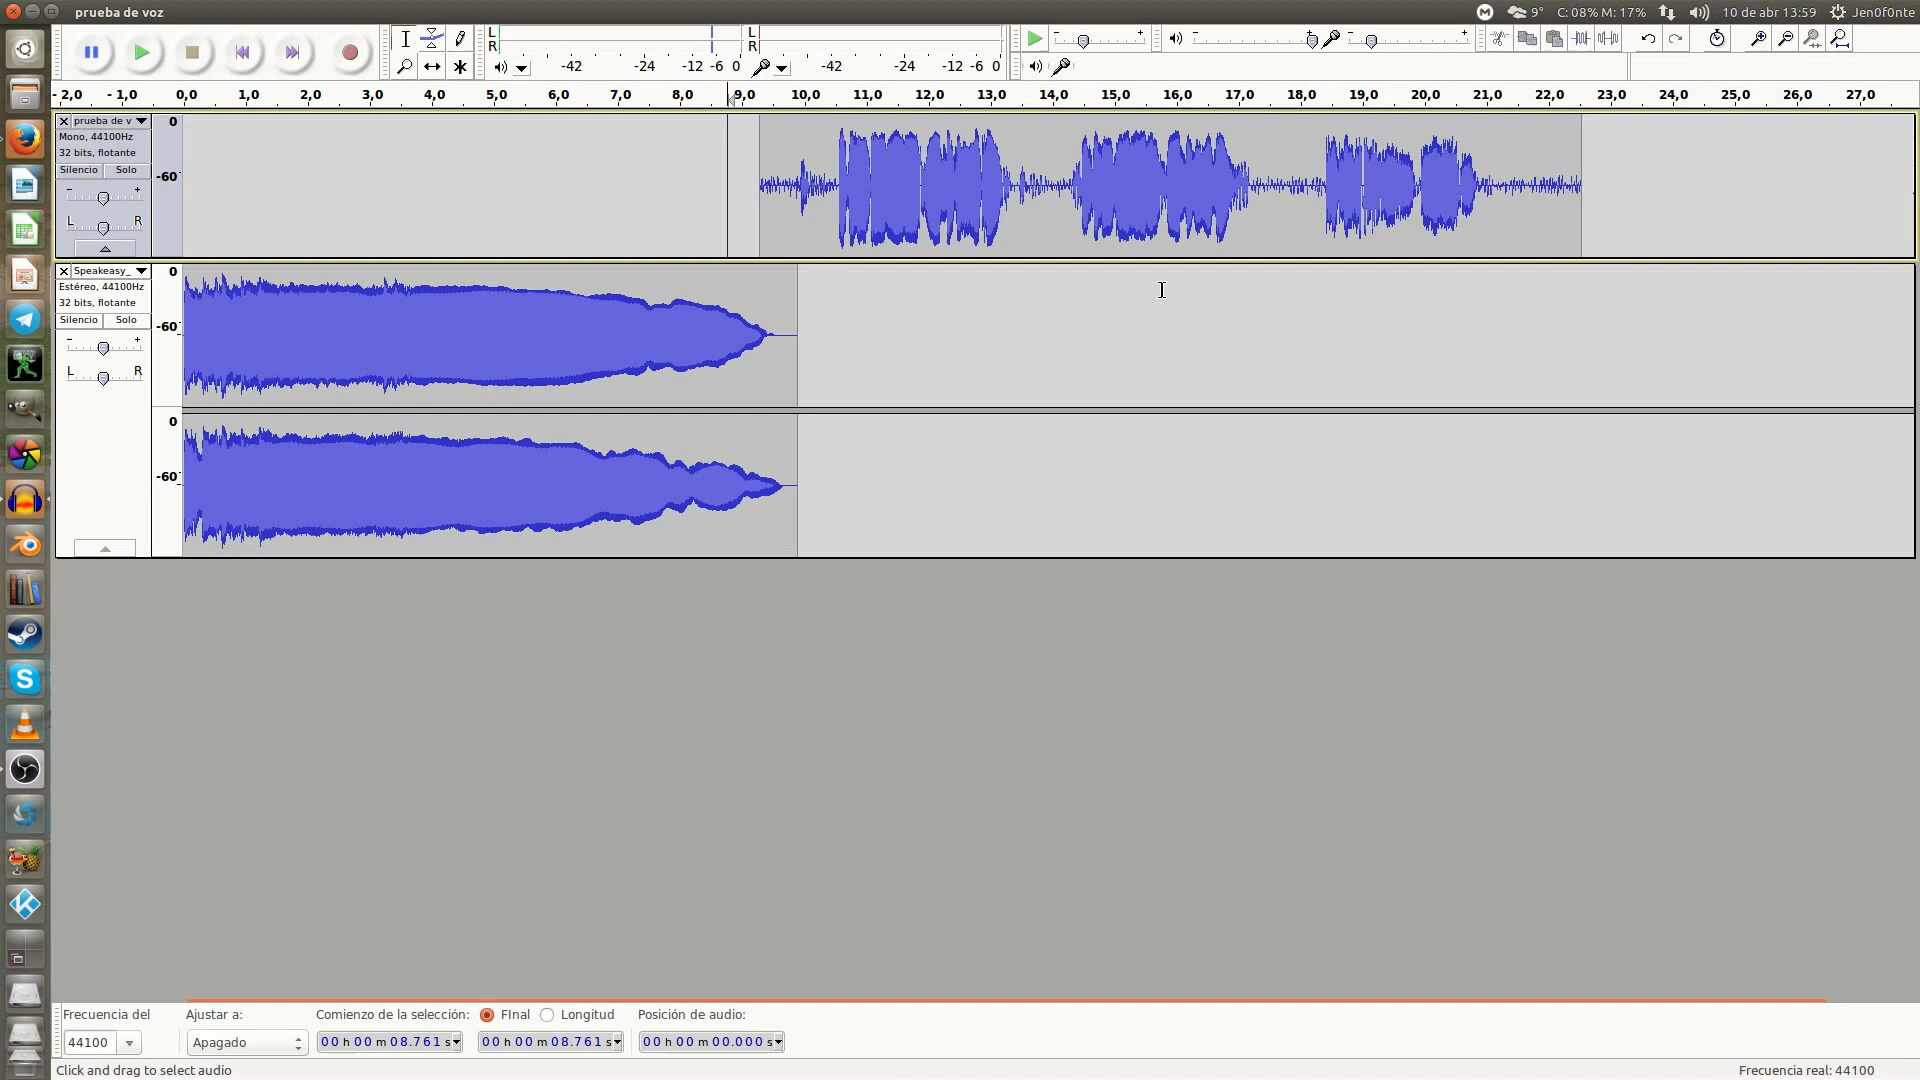 prueba de voz
9° C: 08% M: 17% 10 de abr 13:59 Jen0f0nte
L
R
-42 -24 -12 -6 0
L
R
-42 -24 -12 -6 0
- + - + - +
- 2,0 - 1,0 0,0 1,0 2,0 3,0 4,0 5,0 6,0 7,0 8,0 9,0 10,0 11,0 12,0 13,0 14,0 15,0 16,0 17,0 18,0 19,0 20,0 21,0 22,0 23,0 24,0 25,0 26,0 27,0
prueba de v
Mono, 44100Hz
32 bits, flotante
Silencio Solo
- +
L R
0
-60
Speakeasy_
Estéreo, 44100Hz
32 bits, flotante
Silencio Solo
- +
L R
0
-60
0
-60
Frecuencia del Ajustar a: Comienzo de la selección: FInal Longitud Posición de audio:
44100 Apagado 00 h 00 m 08.761 s 00 h 00 m 08.761 s 00 h 00 m 00.000 s
Click and drag to select audio Frecuencia real: 44100